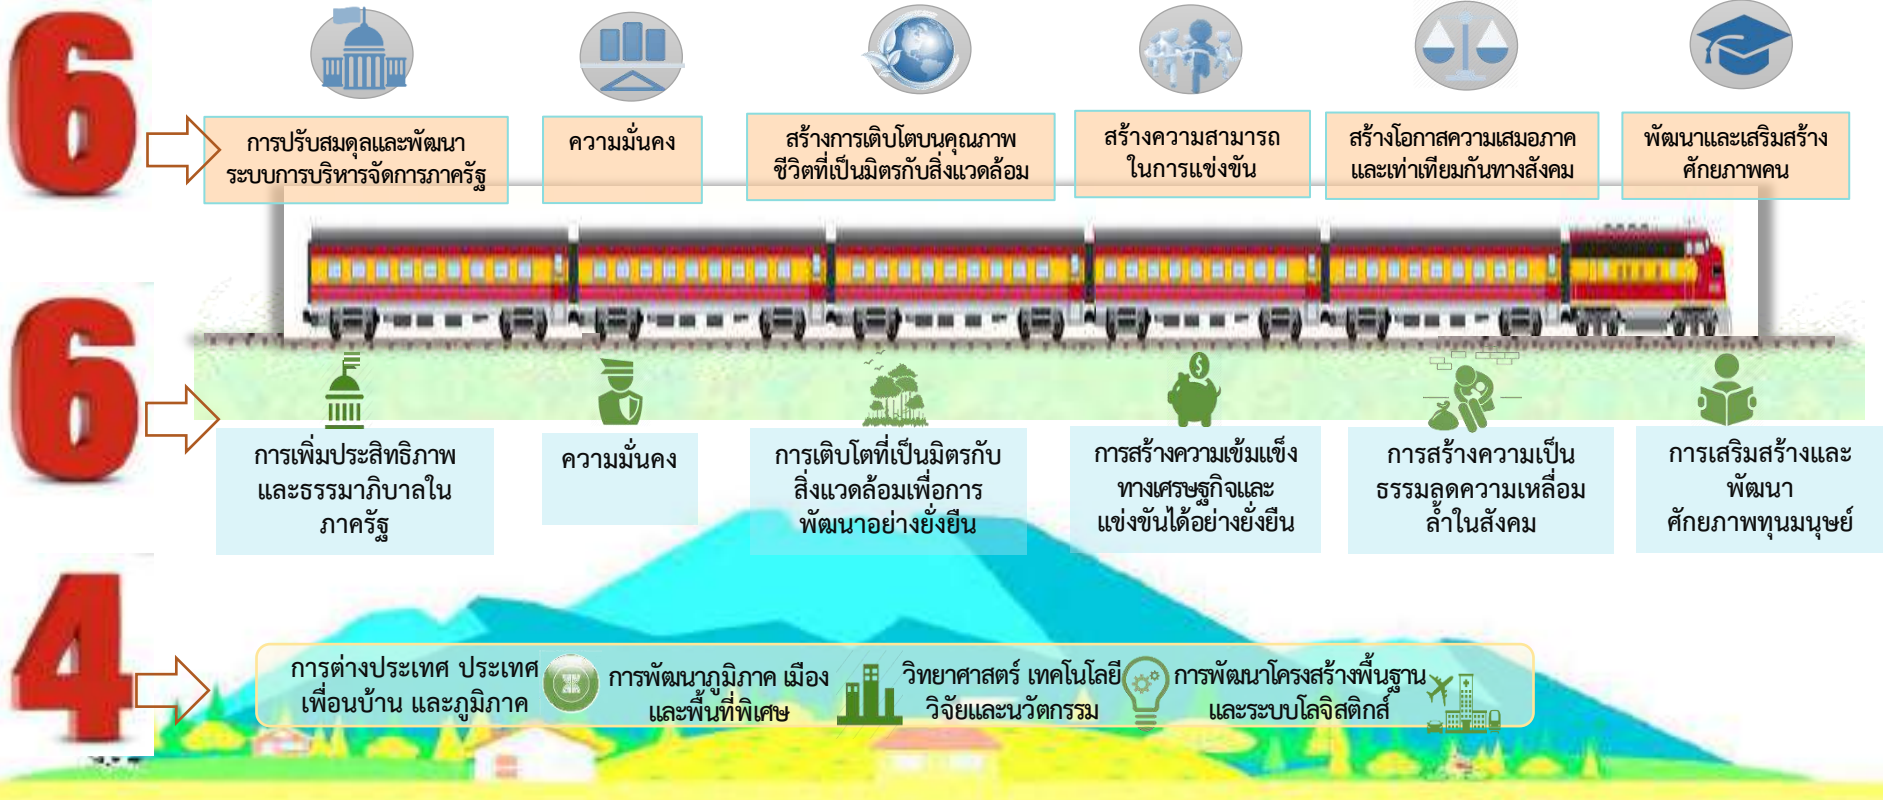 6
การปรับสมดุลและพัฒนา
ระบบการบริหารจัดการภาครัฐ
ความมั่นคง
สร้างการเติบโตบนคุณภาพ
ชีวิตที่เป็นมิตรกับสิ่งแวดล้อม
สร้างความสามารถ
ในการแข่งขัน
สร้างโอกาสความเสมอภาค
และเท่าเทียมกันทางสังคม
พัฒนาและเสริมสร้าง
ศักยภาพคน
6
การเพิ่มประสิทธิภาพ
และธรรมาภิบาลใน
ภาครัฐ
ความมั่นคง
การเติบโตที่เป็นมิตรกับ
สิ่งแวดล้อมเพื่อการ
พัฒนาอย่างยั่งยืน
การสร้างความเข้มแข็ง
ทางเศรษฐกิจและ
แข่งขันได้อย่างยั่งยืน
การสร้างความเป็น
ธรรมลดความเหลื่อม
ล้ำในสังคม
การเสริมสร้างและ
พัฒนา
ศักยภาพทุนมนุษย์
4
การต่างประเทศ ประเทศ
เพื่อนบ้าน และภูมิภาค
การพัฒนาภูมิภาค เมือง
และพื้นที่พิเศษ
วิทยาศาสตร์ เทคโนโลยี
วิจัยและนวัตกรรม
การพัฒนาโครงสร้างพื้นฐาน
และระบบโลจิสติกส์